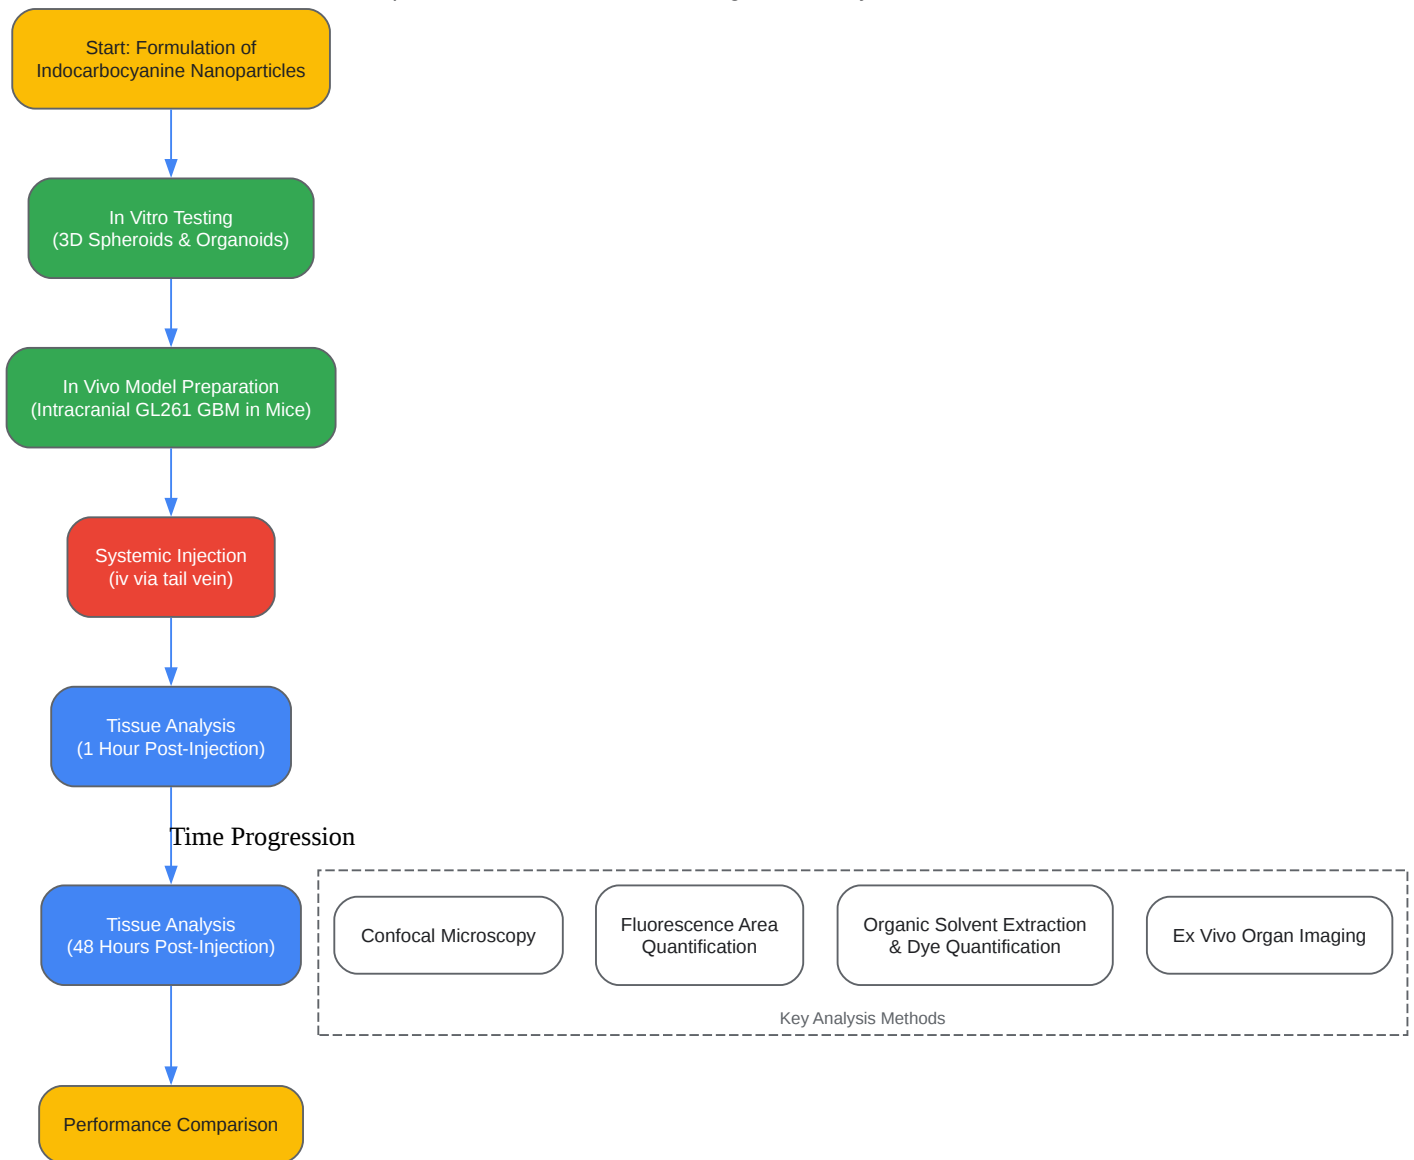 Start: Formulation of
Indocarbocyanine Nanoparticles
In Vitro Testing
(3D Spheroids & Organoids)
In Vivo Model Preparation
(Intracranial GL261 GBM in Mice)
Systemic Injection
(iv via tail vein)
Tissue Analysis
(1 Hour Post-Injection)
Time Progression
Tissue Analysis
(48 Hours Post-Injection)
Confocal Microscopy
Fluorescence Area
Quantification
Organic Solvent Extraction
& Dye Quantification
Ex Vivo Organ Imaging
Key Analysis Methods
Performance Comparison